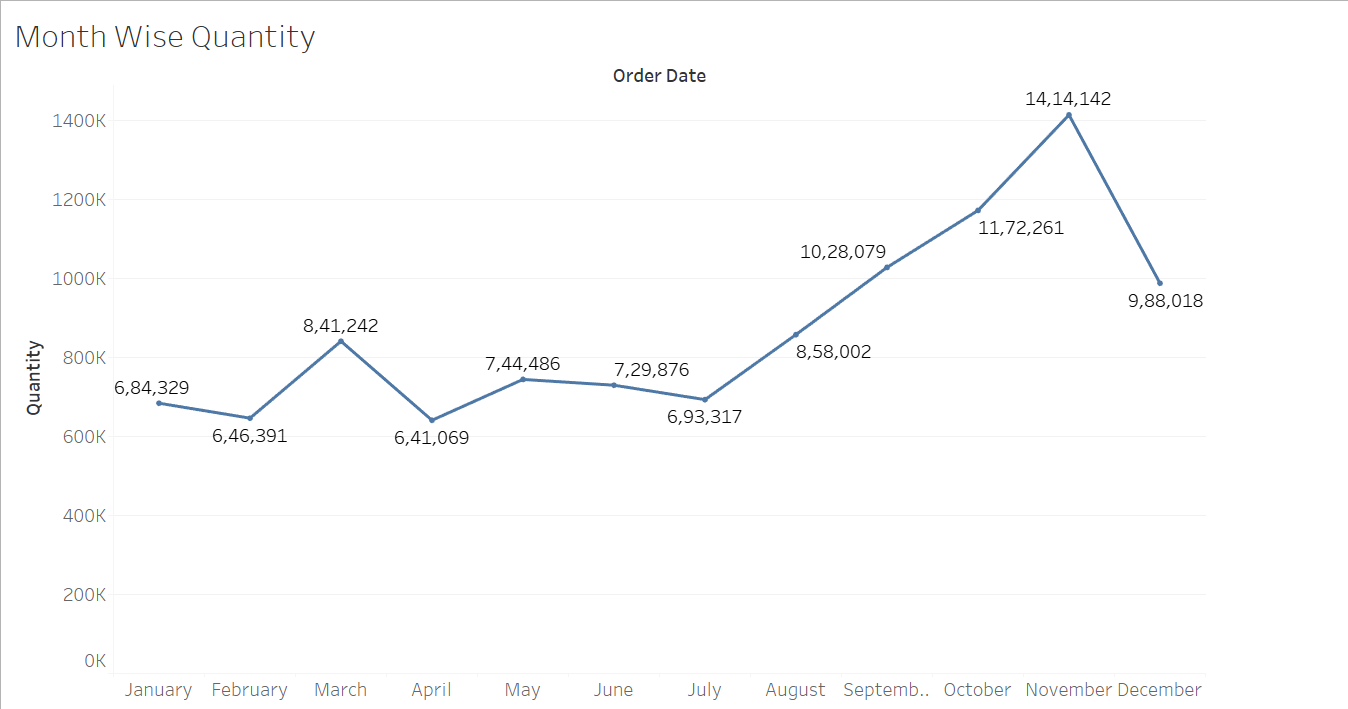 Month Wise Quantity
Order Date
Quantity
1400K
1200K
1000K
800K
600K
400K
200K
0K
6,84,329
6,46,391
8,41,242
6,41,069
7,44,486
7,29,876
6,93,317
8,58,002
10,28,079
11,72,261
14,14,142
9,88,018
January February March April May June July August Septemb.. October November December